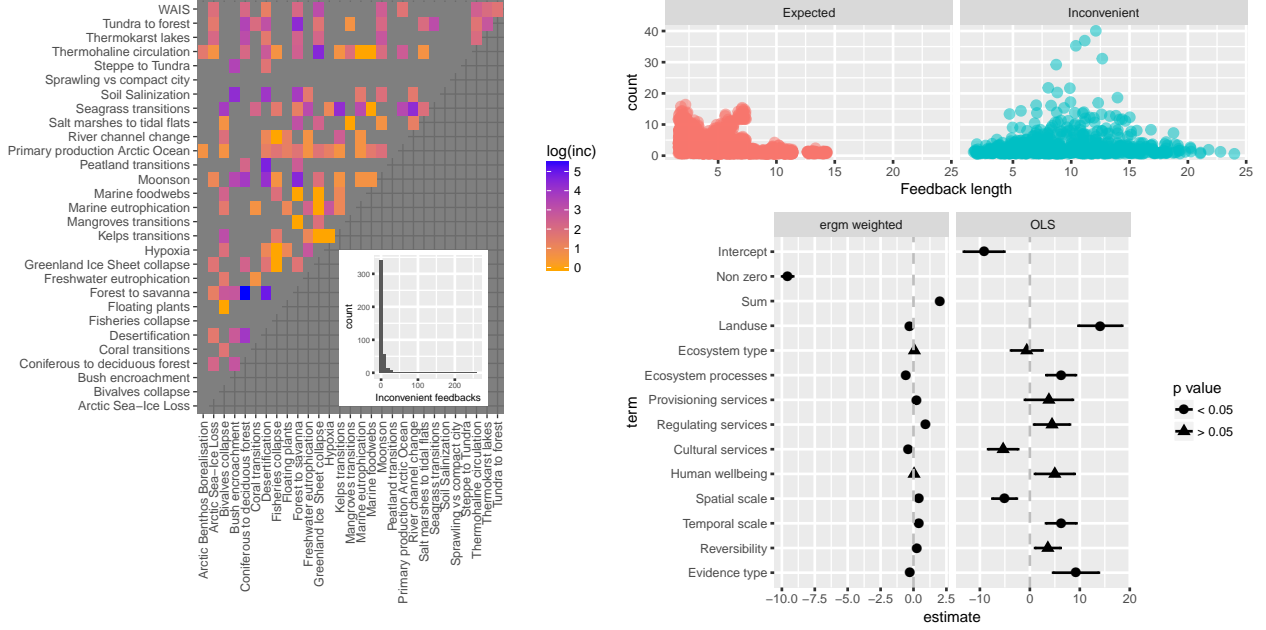 WAIS
Tundra to forest
Thermokarst lakes
Thermohaline circulation
Steppe to Tundra
Sprawling vs compact city
Soil Salinization
Seagrass transitions
Salt marshes to tidal flats
River channel change
Primary production Arctic Ocean
Peatland transitions
Moonson
Marine foodwebs
Marine eutrophication
Mangroves transitions
Kelps transitions
Hypoxia
Greenland Ice Sheet collapse
Freshwater eutrophication
Forest to savanna
Floating plants
Fisheries collapse
Desertification
Coral transitions
Coniferous to deciduous forest
Bush encroachment
Bivalves collapse
Arctic Sea−Ice Loss
Arctic Benthos Borealisation
Arctic Sea−Ice Loss
Bivalves collapse
Bush encroachment
Coniferous to deciduous forest
Coral transitions
Desertification
Fisheries collapse
Floating plants
Forest to savanna
Freshwater eutrophication
Greenland Ice Sheet collapse
Hypoxia
Kelps transitions
Mangroves transitions
Marine eutrophication
Marine foodwebs
Moonson
Peatland transitions
Primary production Arctic Ocean
River channel change
Salt marshes to tidal flats
Seagrass transitions
Soil Salinization
Sprawling vs compact city
Steppe to Tundra
Thermohaline circulation
Thermokarst lakes
Tundra to forest
count
300
200
100
0
0 200
Inconvenient feedbacks
log(inc)
5
4
3
2
1
0
Expected Inconvenient
count
40
30
20
10
0
5 10 15 20 25 5 10 15 20 25
Feedback length
ergm weighted OLS
term
Intercept
Non zero
Sum
Landuse
Ecosystem type
Ecosystem processes
Provisioning services
Regulating services
Cultural services
Human wellbeing
Spatial scale
Temporal scale
Reversibility
Evidence type
−10.0 −7.5 −5.0 −2.5 0.0 2.5 −10 0 10 20
estimate
p value
< 0.05
> 0.05